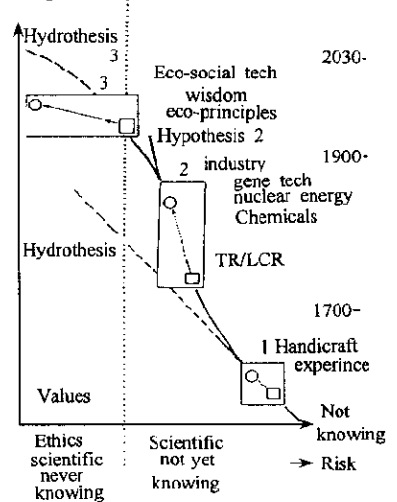 Hydrothesis
3
3
2030-
Eco-social tech
wisdom
eco-principles
Hypothesis 2
1900-
2
industry
gene tech
nuclear energy
Chemicals
Hydrothesis
TR/LCR
1700-
1 Handicraft
experince
Values
Not
knowing
Ethics
scientific
never
knowing
Scientific
not yet
knowing
→ Risk